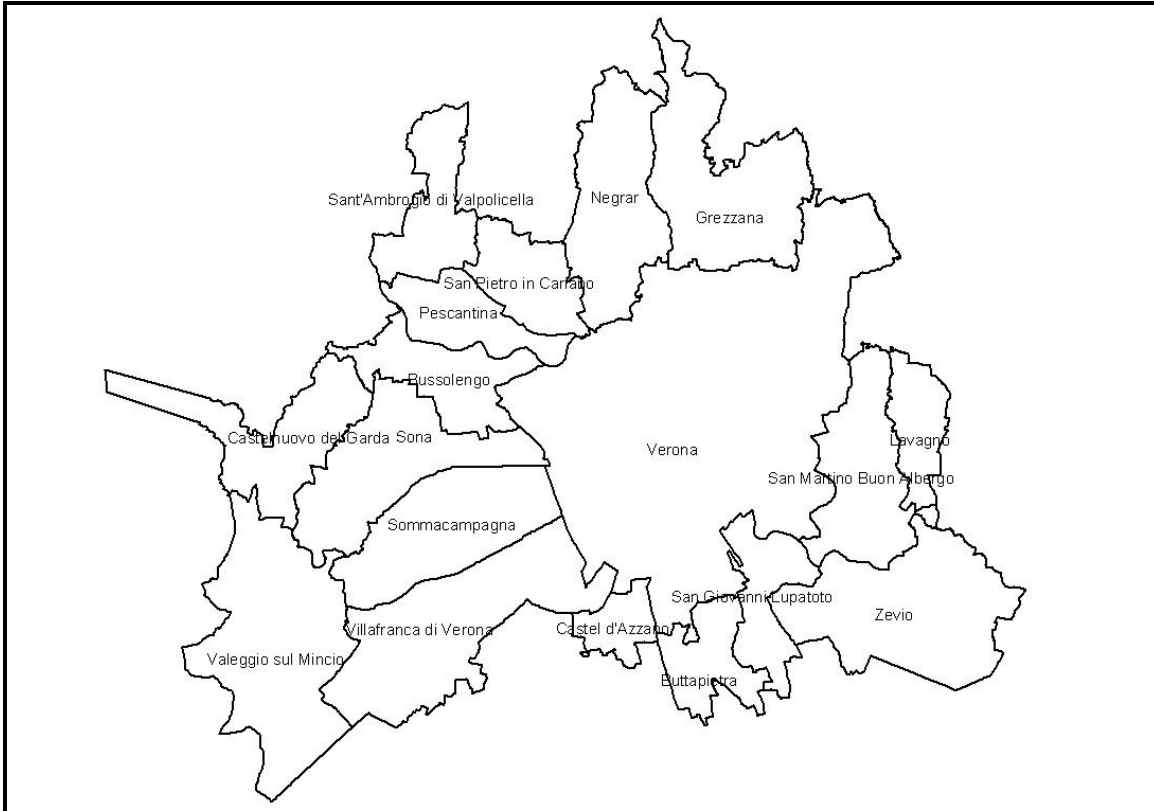 Sant'Ambrogio di Valpolicella
Negrar
Grezzana
San Pietro in Cariano
Pescantina
Bussolengo
Castelnuovo del Garda
Sona
Verona
Lavagno
San Martino Buon Albergo
Sommacampagna
San Giovanni Lupatoto
Zevio
Villafranca di Verona
Castel d'Azzano
Valeggio sul Mincio
Buttapietra